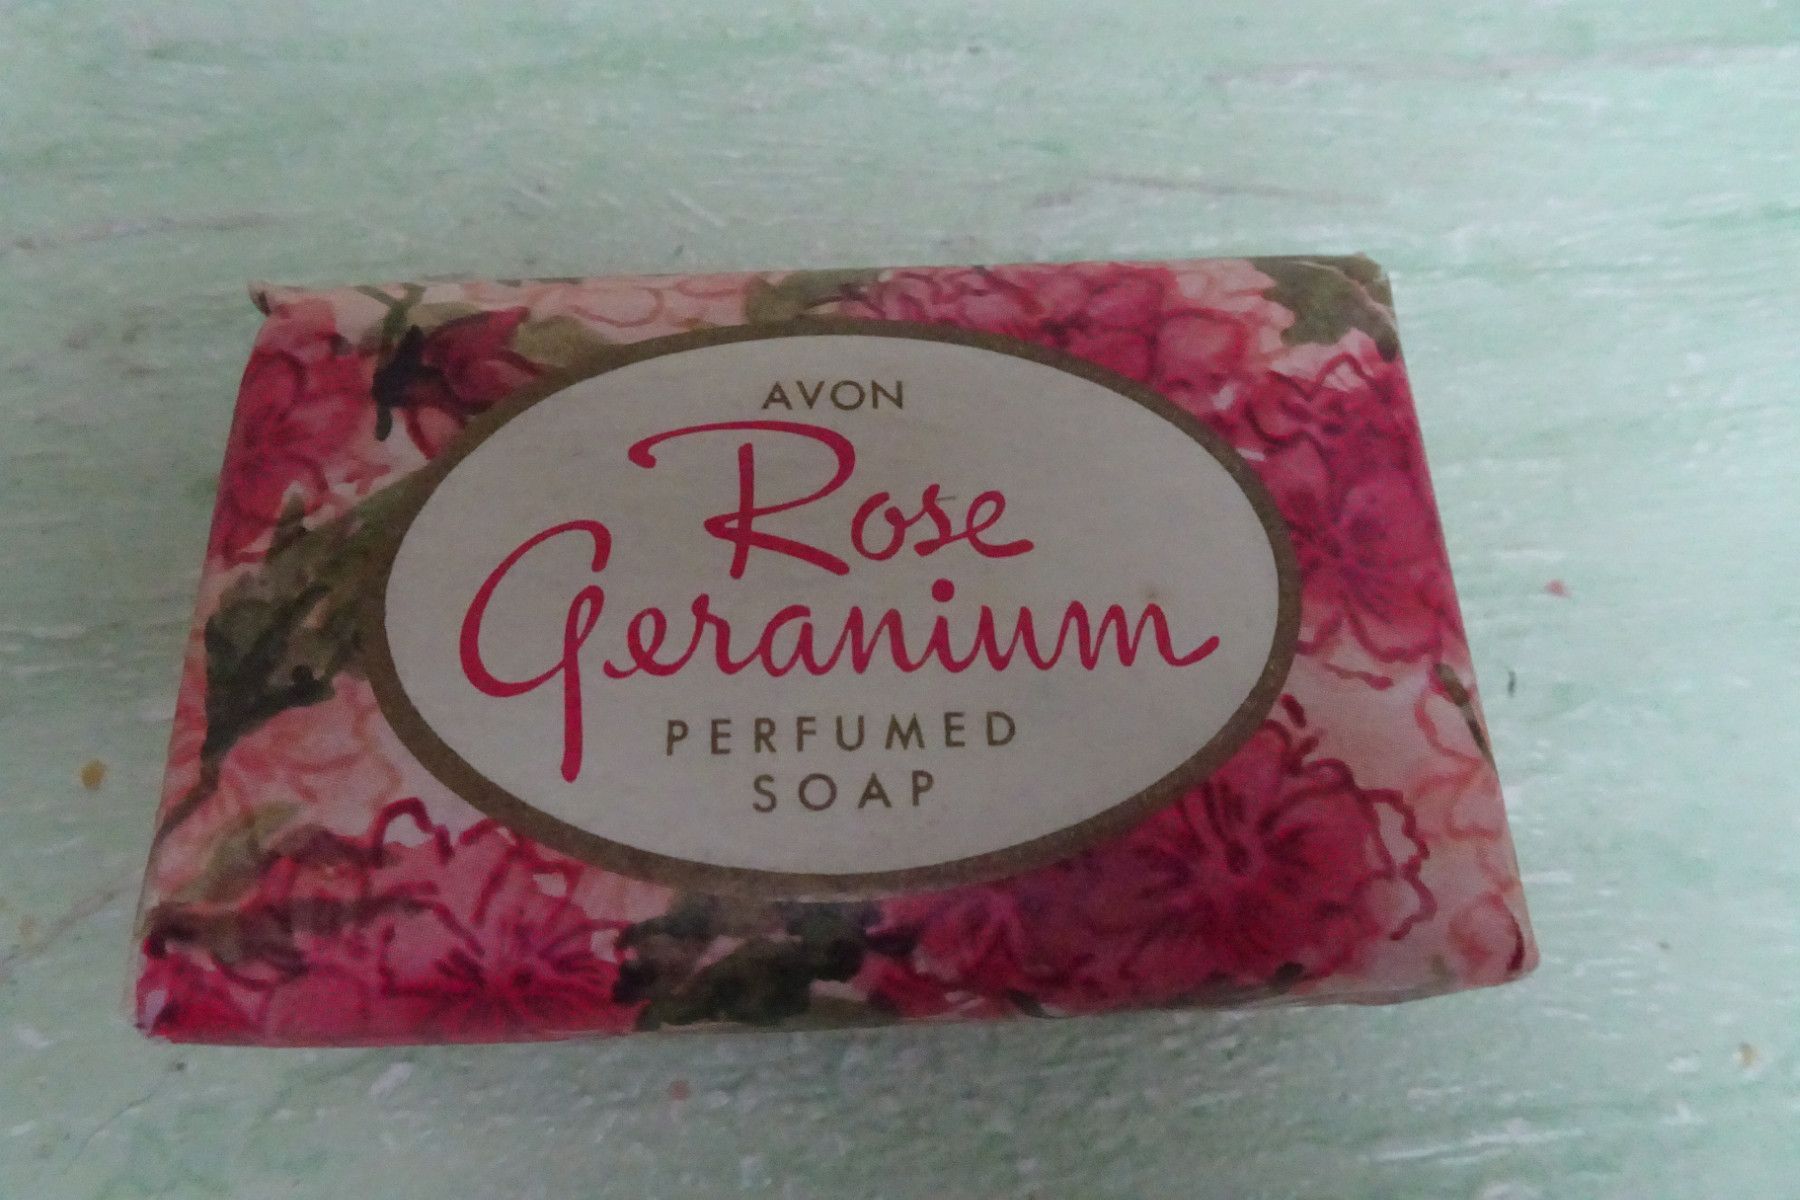 AVON
Rose
Geranium
PERFUMED
SOAP